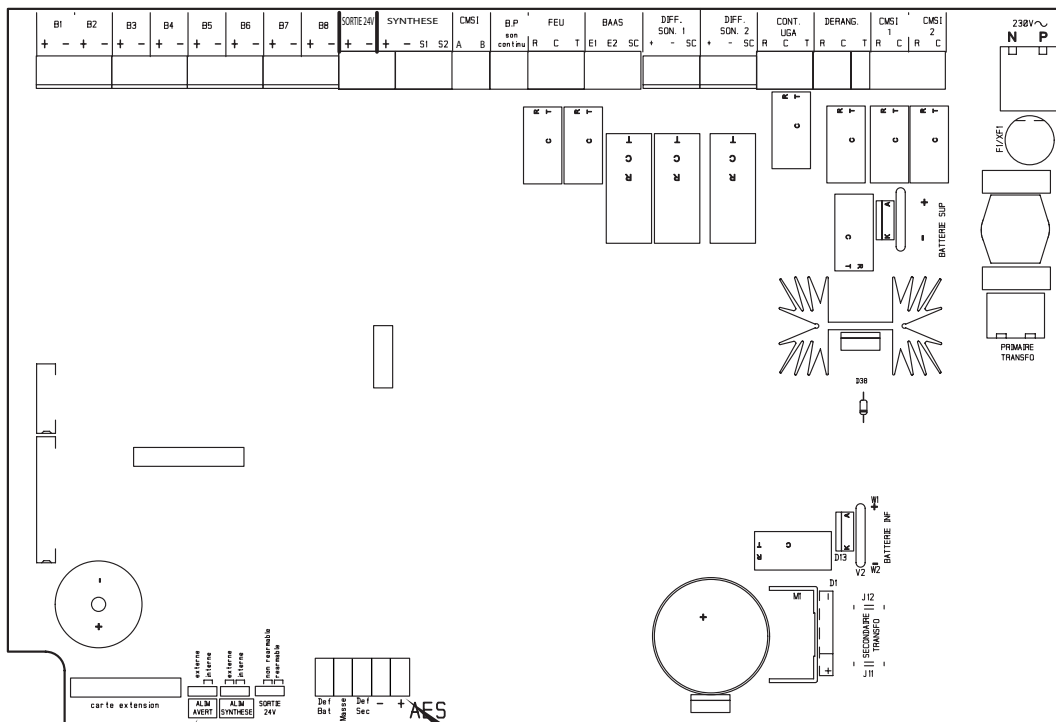 B1 B2 B3 B4 B5 B6 B7 B8 SORTIE 24V SYNTHESE CMSI B.P son continu FEU BAAS DIFF. SON. 1 DIFF. SON. 2 CONT. UGA DERANG. CMSI 1 CMSI 2
+ - + - + - + - + - + - + - + - + - + - S1 S2 A B R C T E1 E2 SC + - SC + - SC R C T R C T R C R C
230V~
N P
F1/XF1
R T C
R T C
R T C
R T C
R T C
R T C
T C R
T C R
T C R
A K
+ -
BATTERIE SUP
C R T
PRIMAIRE
TRANSFO
D38
W1
+
A K
BATTERIE INF
T R C
D13
V2
-
W2
-
+
+
MT
D1
-
+
J12
SECONDAIRE
TRANSFO
J11
externe
interne
externe
interne
non rearmable
rearmable
carte extension
ALIM
AVERT
ALIM
SYNTHESE
SORTIE
24V
Def
Bat
Masse
Def
Sec
- +
AES